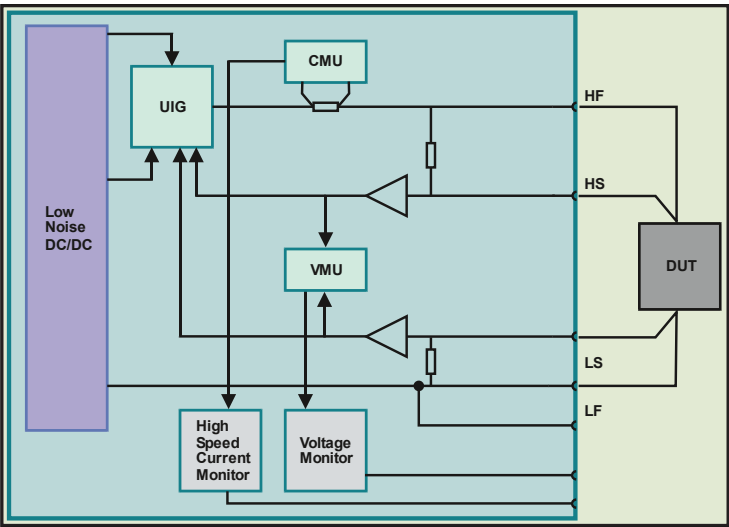 CMU
UIG
HF
HS
Low
Noise
DC/DC
VMU
DUT
LS
LF
High
Speed
Current
Monitor
Voltage
Monitor